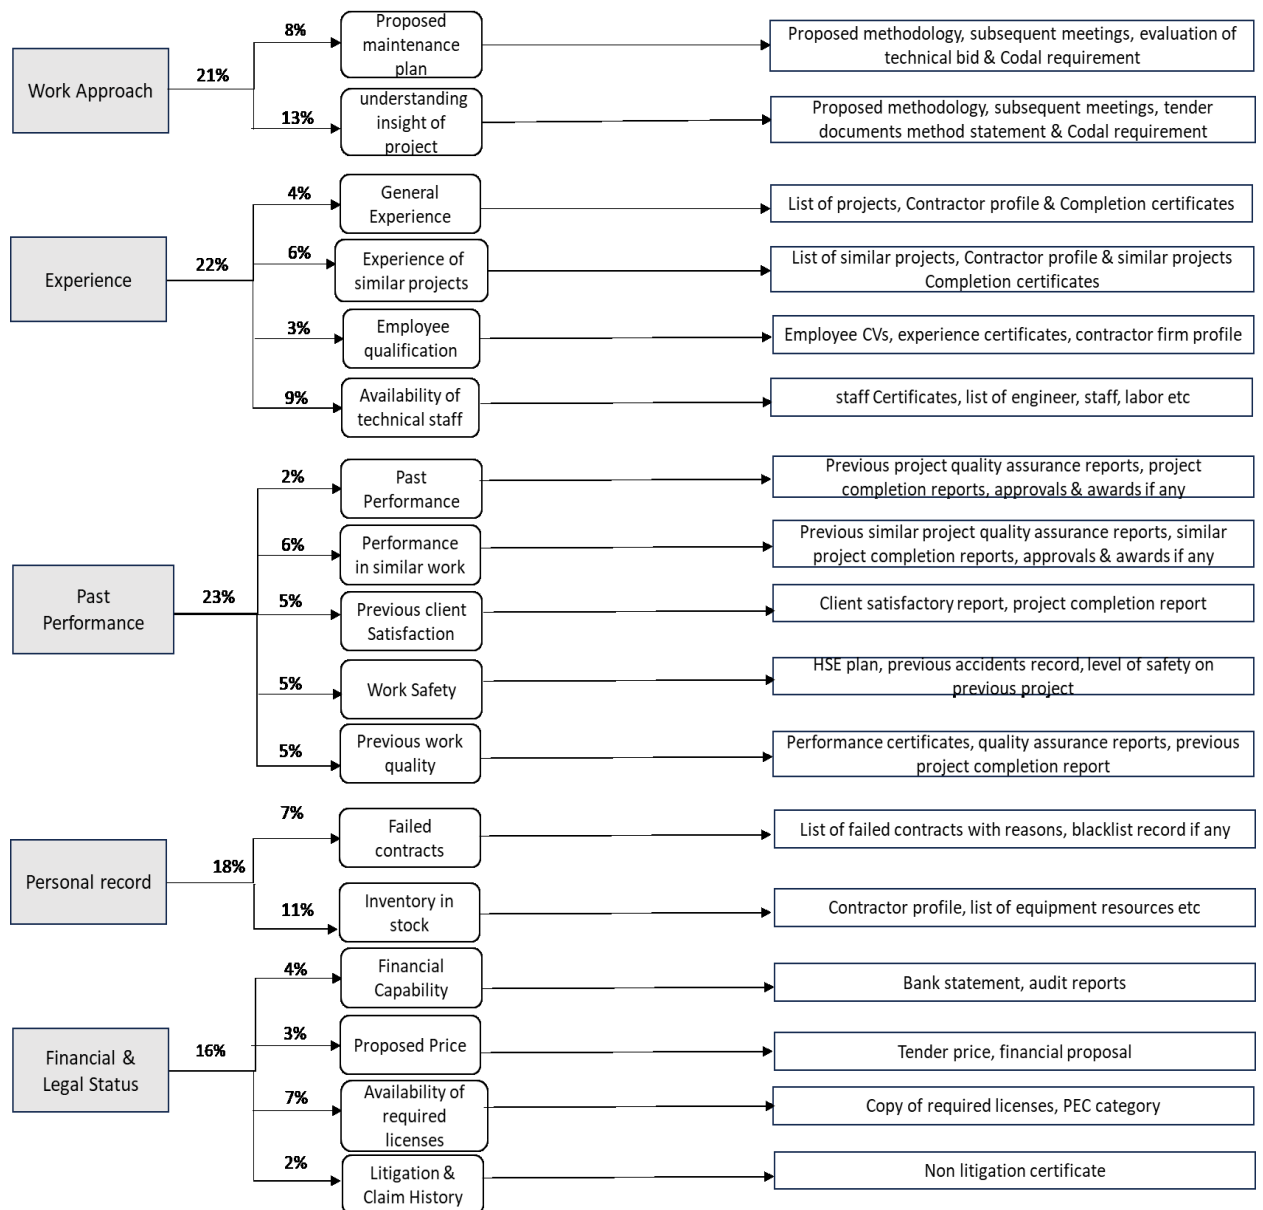 Work Approach
21%
8%
Proposed
maintenance
plan
Proposed methodology, subsequent meetings, evaluation of
technical bid & Codal requirement
13%
understanding
insight of
project
Proposed methodology, subsequent meetings, tender
documents method statement & Codal requirement
Experience
22%
4%
General
Experience
List of projects, Contractor profile & Completion certificates
6%
Experience of
similar projects
List of similar projects, Contractor profile & similar projects
Completion certificates
3%
Employee
qualification
Employee CVs, experience certificates, contractor firm profile
9%
Availability of
technical staff
staff Certificates, list of engineer, staff, labor etc
Past
Performance
23%
2%
Past
Performance
Previous project quality assurance reports, project
completion reports, approvals & awards if any
6%
Performance
in similar work
Previous similar project quality assurance reports, similar
project completion reports, approvals & awards if any
5%
Previous client
Satisfaction
Client satisfactory report, project completion report
5%
Work Safety
HSE plan, previous accidents record, level of safety on
previous project
5%
Previous work
quality
Performance certificates, quality assurance reports, previous
project completion report
Personal record
18%
7%
Failed
contracts
List of failed contracts with reasons, blacklist record if any
11%
Inventory in
stock
Contractor profile, list of equipment resources etc
Financial &
Legal Status
16%
4%
Financial
Capability
Bank statement, audit reports
3%
Proposed Price
Tender price, financial proposal
7%
Availability of
required
licenses
Copy of required licenses, PEC category
2%
Litigation &
Claim History
Non litigation certificate